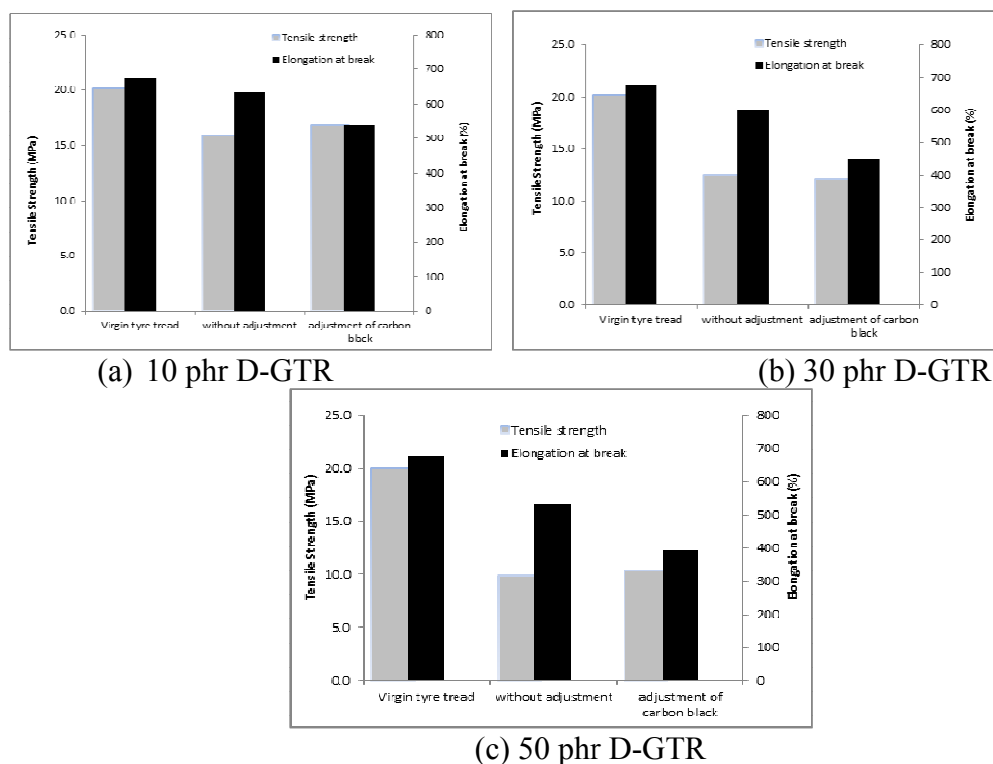 25.0
20.0
15.0
10.0
5.0
0.0
Tensile Strength (MPa)
Tensile strength
Elongation at break
800
700
600
500
400
300
200
100
0
Elongation at break (%)
Virgin tyre tread
without adjustment
adjustment of carbon
black
(a) 10 phr D-GTR
25.0
20.0
15.0
10.0
5.0
0.0
Tensile Strength (MPa)
Tensile strength
Elongation at break
800
700
600
500
400
300
200
100
0
Elongation at break (%)
Virgin tyre tread
without adjustment
adjustment of carbon
black
(b) 30 phr D-GTR
25.0
20.0
15.0
10.0
5.0
0.0
Tensile Strength (MPa)
Tensile strength
Elongation at break
800
700
600
500
400
300
200
100
0
Elongation at break (%)
Virgin tyre tread
without adjustment
adjustment of
carbon black
(c) 50 phr D-GTR